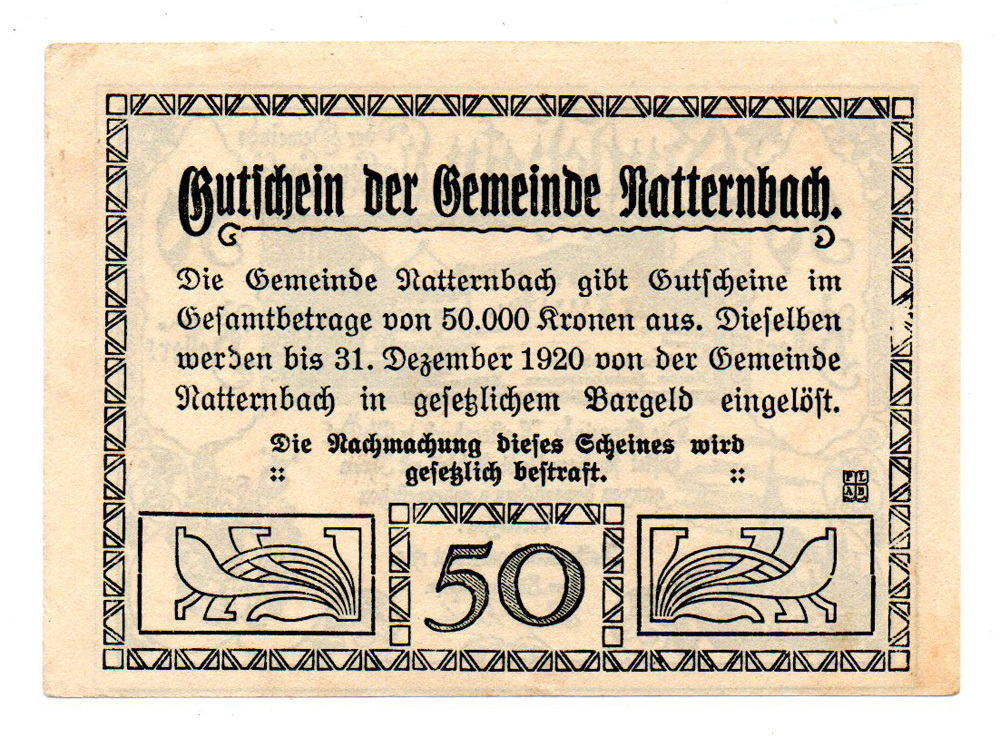 Gutschein der Gemeinde Natternbach.
Die Gemeinde Natternbach gibt Gutscheine im
Gesamtbetrage von 50.000 Kronen aus. Dieselben
werden bis 31. Dezember 1920 von der Gemeinde
Natternbach in gesetzlichem Bargeld eingelöst.
Die Nachmachung dieses Scheines wird
:: gesetzlich bestraft. ::
P L
A B
50